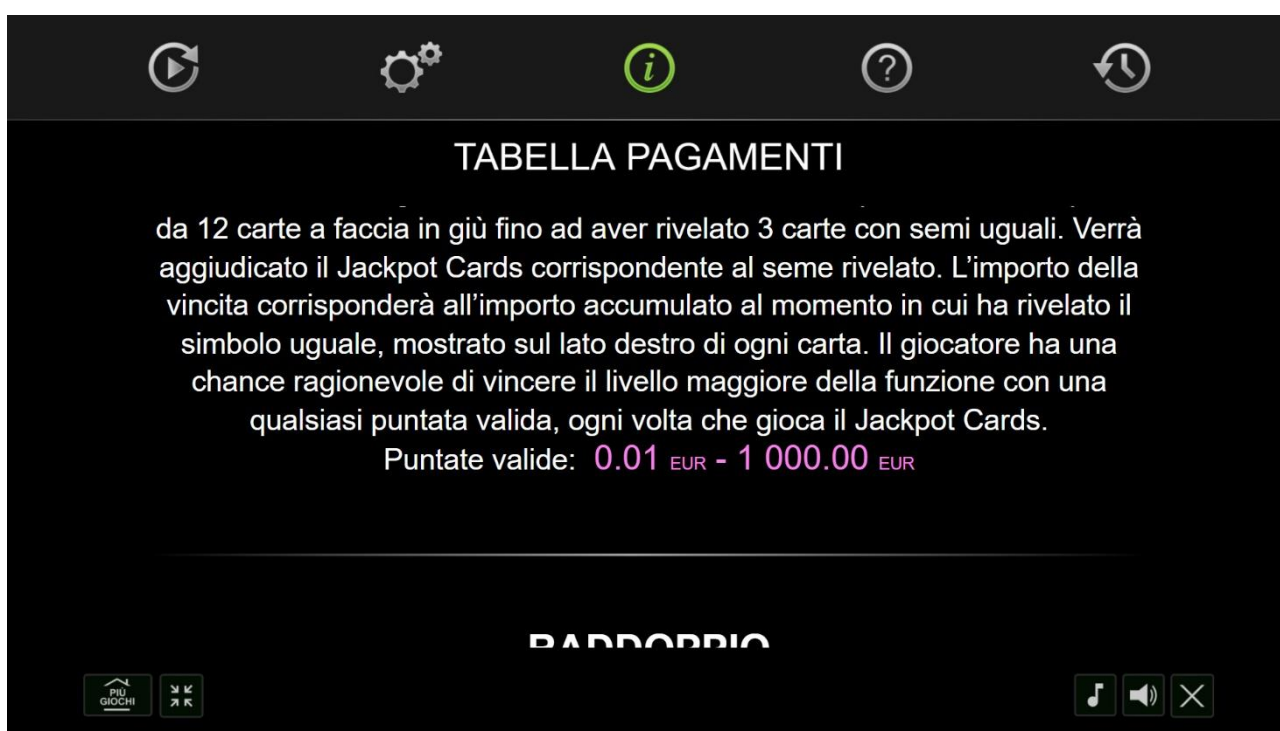 TABELLA PAGAMENTI
da 12 carte a faccia in giù fino ad aver rivelato 3 carte con semi uguali. Verrà
aggiudicato il Jackpot Cards corrispondente al seme rivelato. L’importo della
vincita corrisponderà all’importo accumulato al momento in cui ha rivelato il
simbolo uguale, mostrato sul lato destro di ogni carta. Il giocatore ha una
chance ragionevole di vincere il livello maggiore della funzione con una
qualsiasi puntata valida, ogni volta che gioca il Jackpot Cards.
Puntate valide: 0.01 EUR - 1 000.00 EUR
RADDOPPIO
PIÙ
GIOCHI